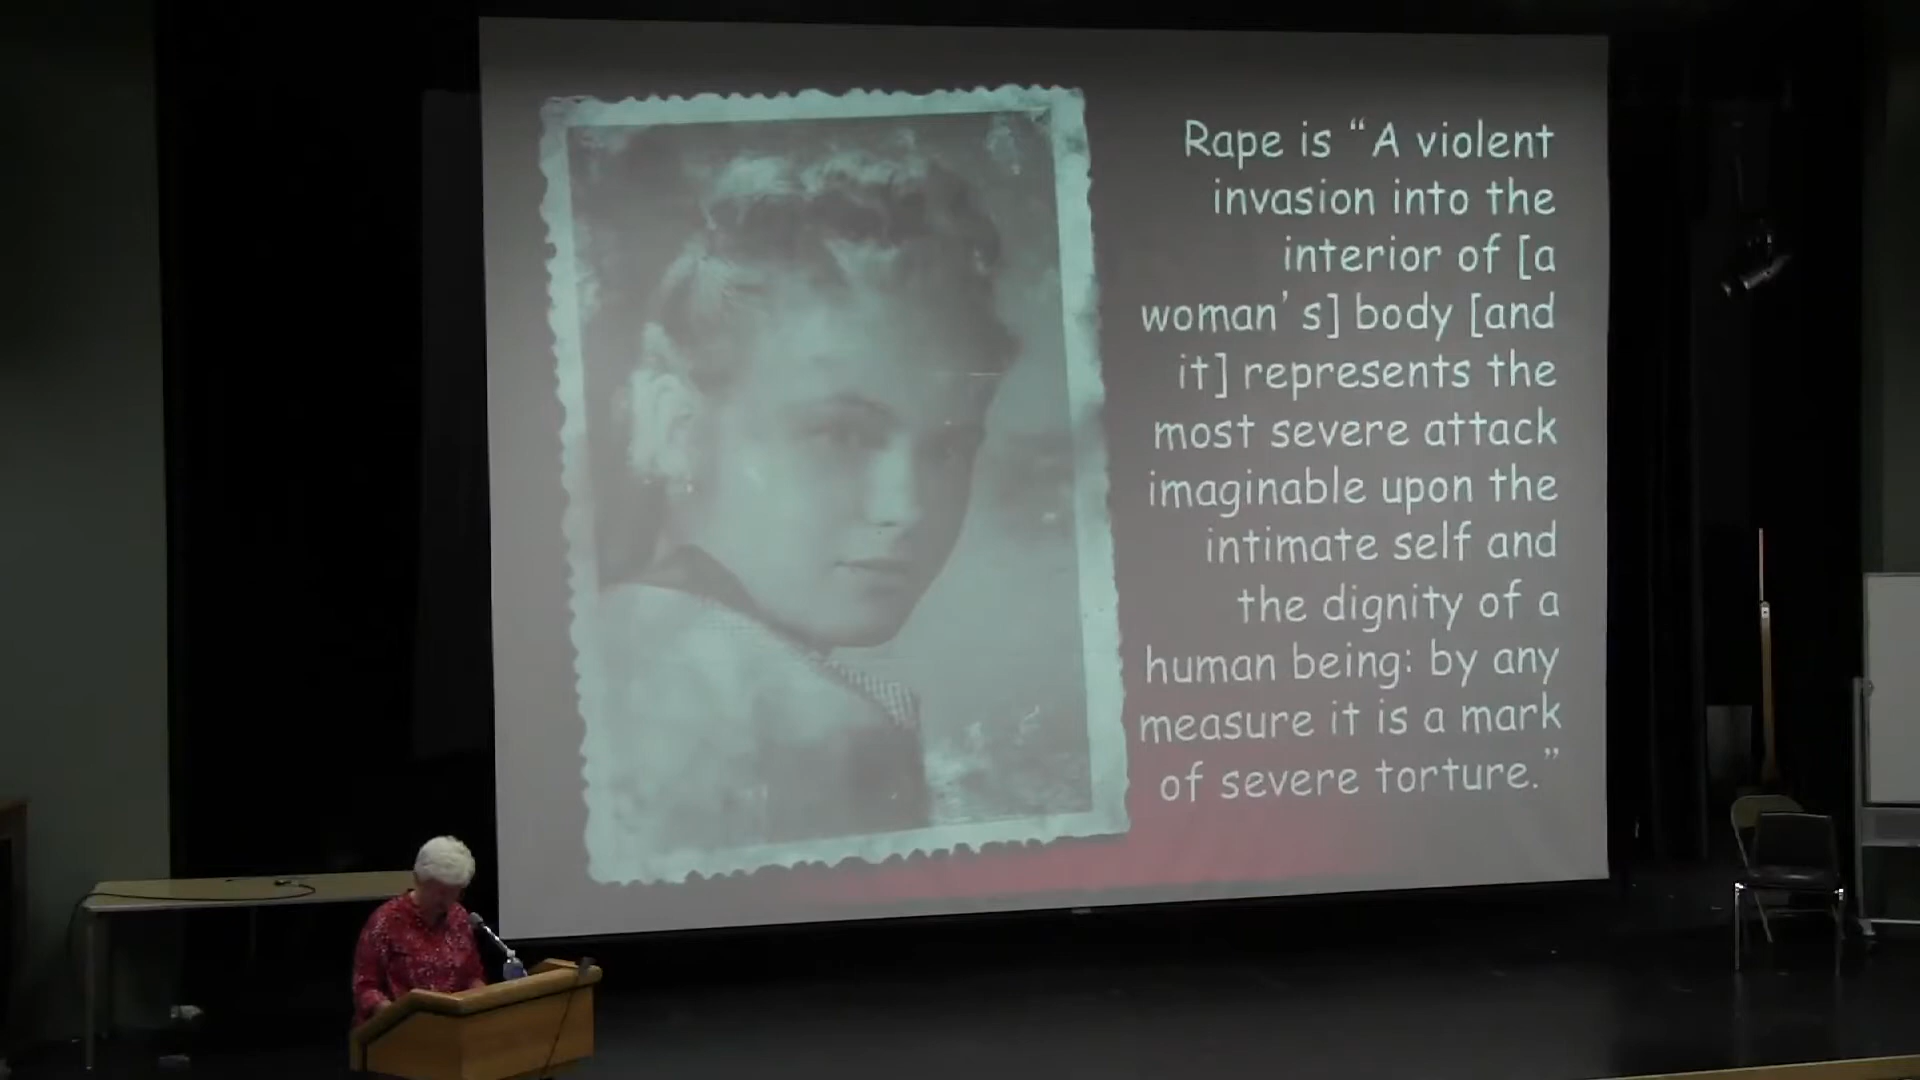 Rape is “A violent
invasion into the
interior of [a
woman’s] body [and
it] represents the
most severe attack
imaginable upon the
intimate self and
the dignity of a
human being: by any
measure it is a mark
of severe torture.”